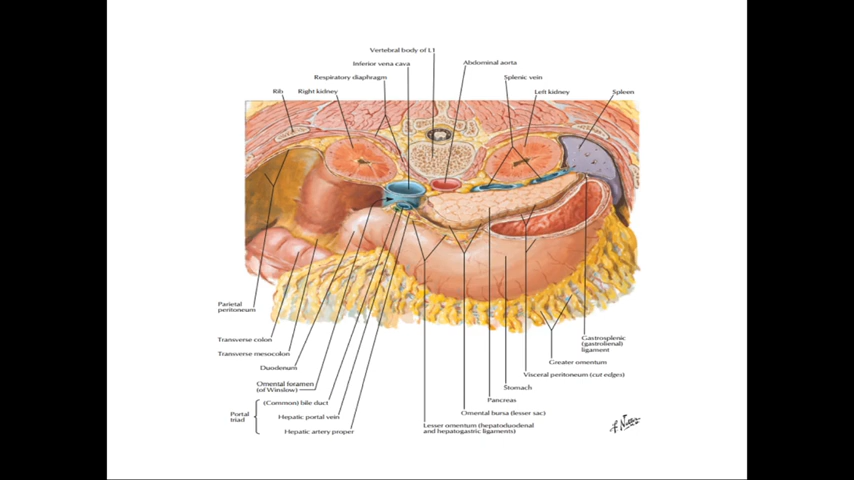 Vertebral body of L1
Inferior vena cava
Abdominal aorta
Respiratory diaphragm
Splenic vein
Rib
Right kidney
Left kidney
Spleen
Parietal
peritoneum
Transverse colon
Transverse mesocolon
Duodenum
Omental foramen
(of Winslow)
Portal
triad
(Common) bile duct
Hepatic portal vein
Hepatic artery proper
Gastrosplenic
(gastrolienal)
ligament
Greater omentum
Visceral peritoneum (cut edges)
Stomach
Pancreas
Omental bursa (lesser sac)
Lesser omentum (hepatoduodenal
and hepatogastric ligaments)